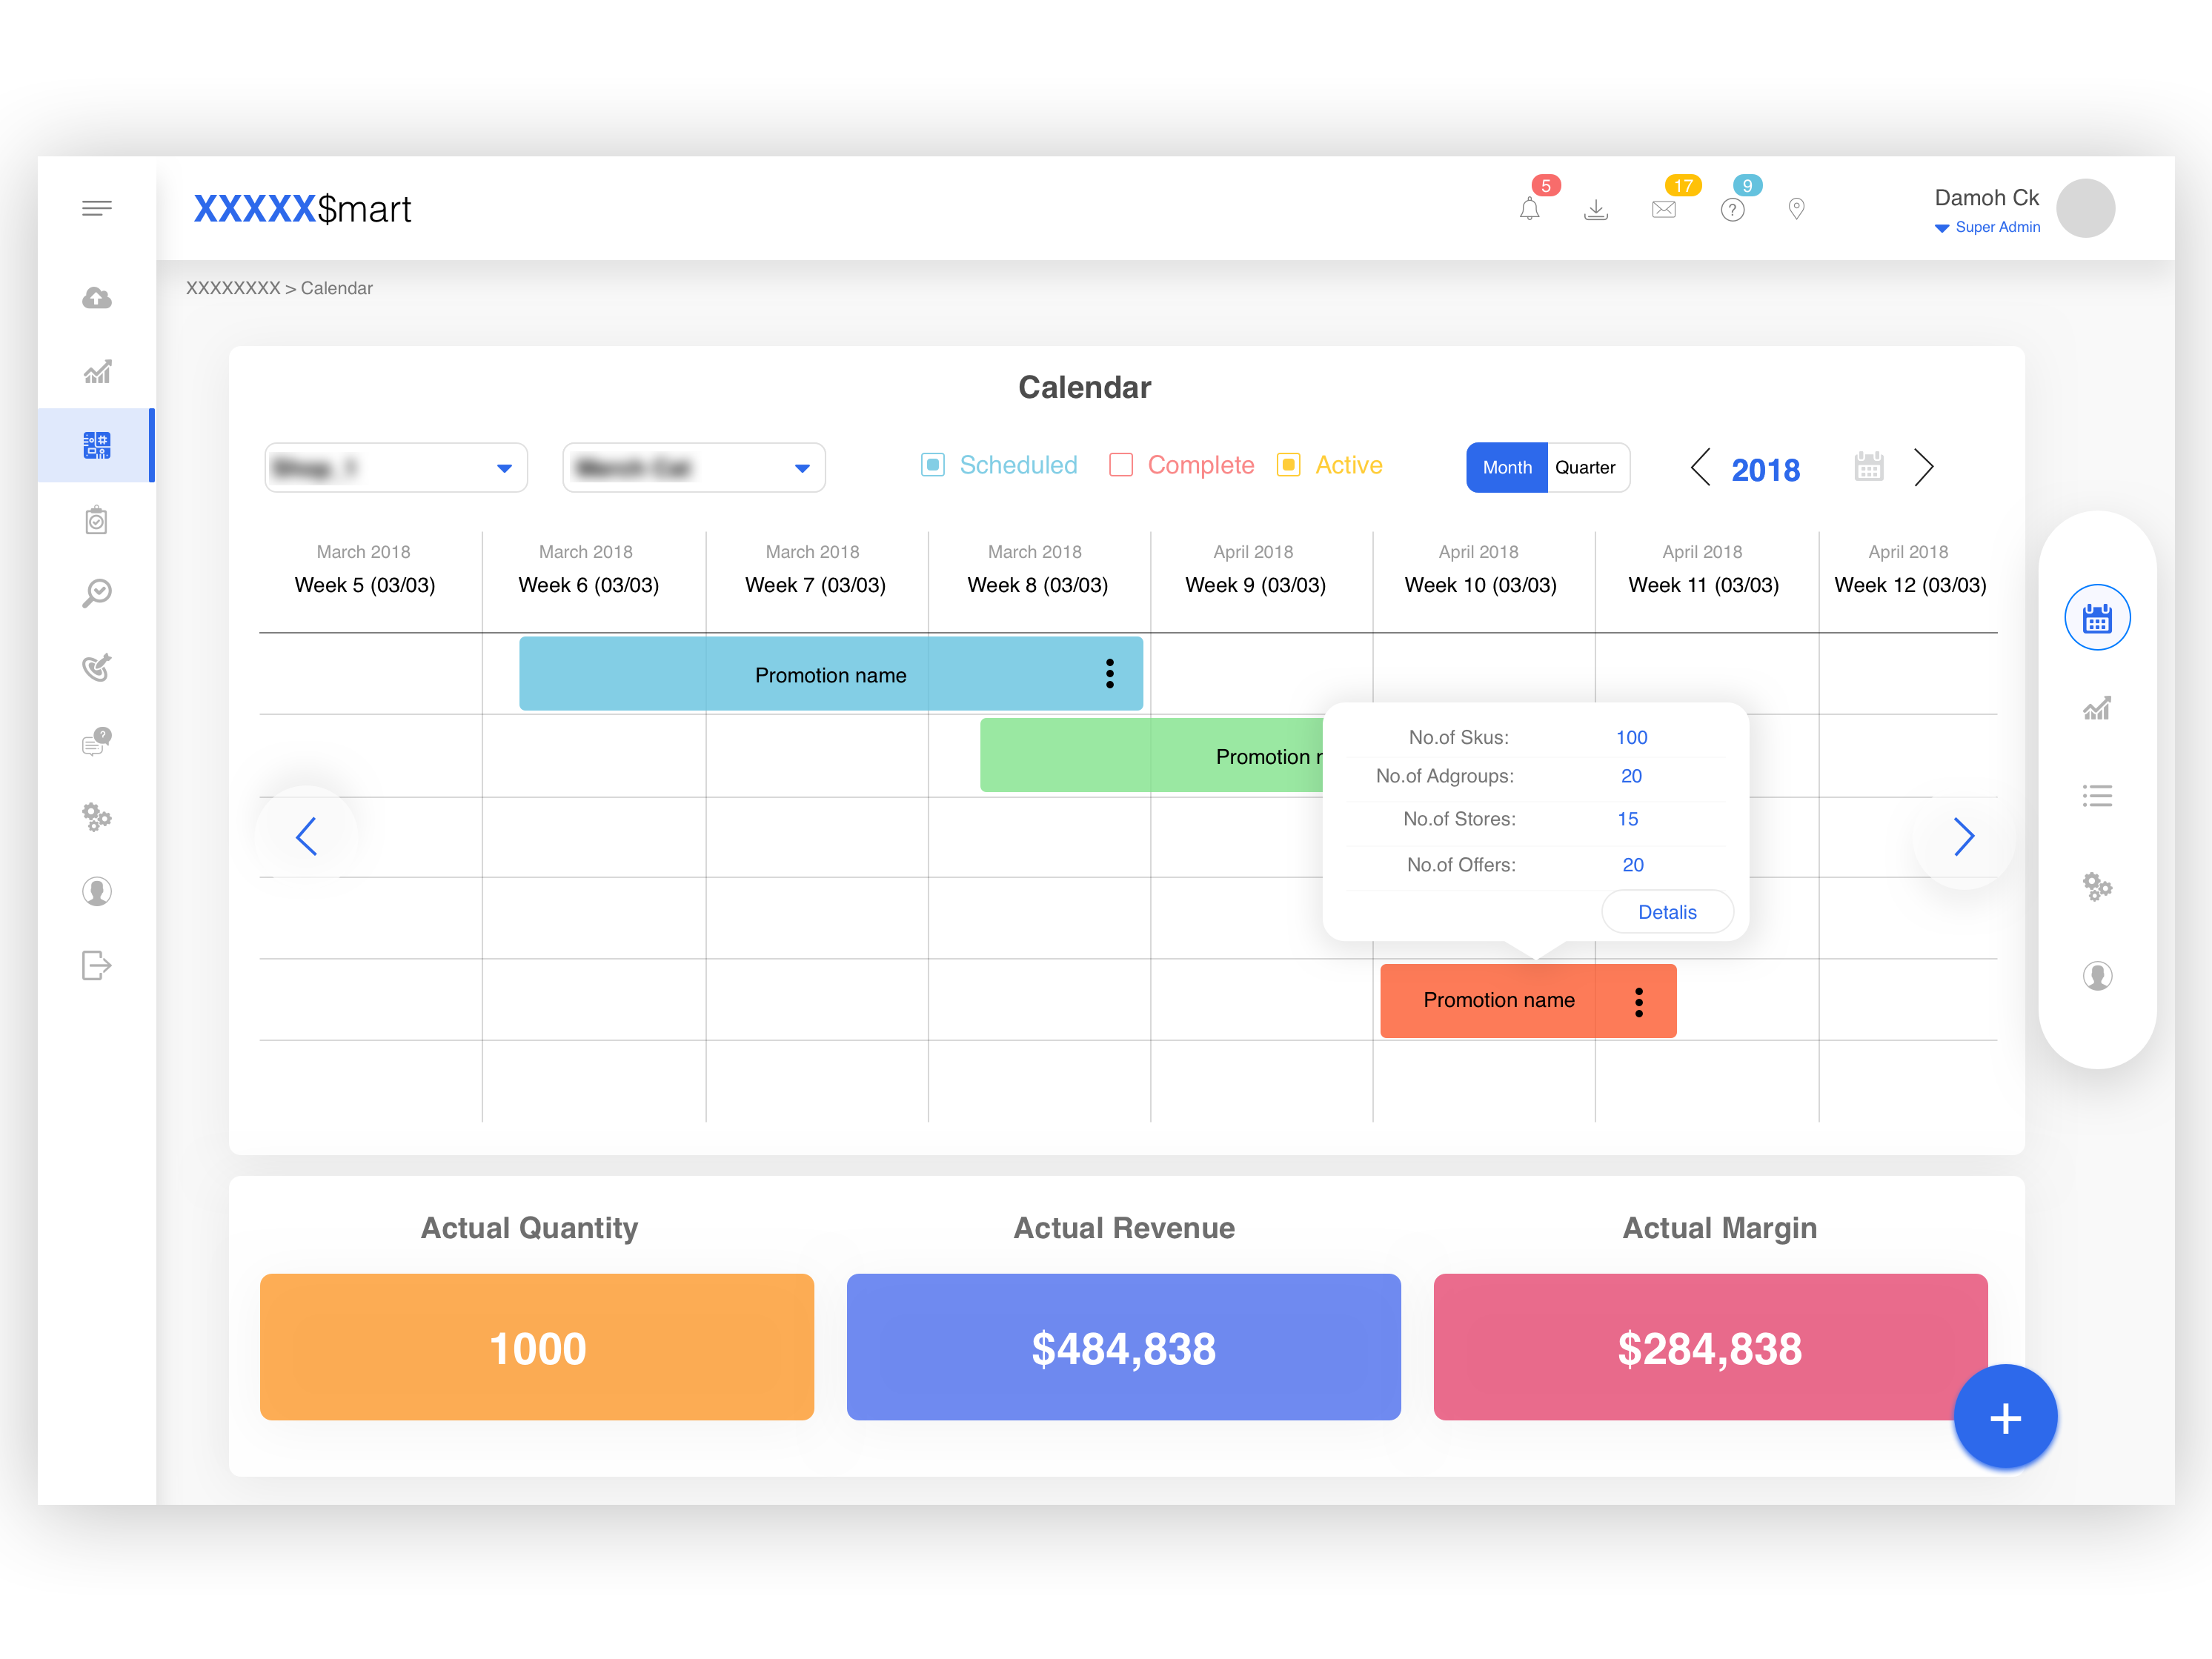 XXXXX$mart
5
17
9
Damoh Ck
Super Admin
XXXXXXXX > Calendar
Calendar
Scheduled
Complete
Active
Month
Quarter
2018
March 2018
Week 5 (03/03)
March 2018
Week 6 (03/03)
March 2018
Week 7 (03/03)
March 2018
Week 8 (03/03)
April 2018
Week 9 (03/03)
April 2018
Week 10 (03/03)
April 2018
Week 11 (03/03)
April 2018
Week 12 (03/03)
Promotion name
Promotion
No.of Skus: 100
No.of Adgroups: 20
No.of Stores: 15
No.of Offers: 20
Detalis
Promotion name
Actual Quantity
1000
Actual Revenue
$484,838
Actual Margin
$284,838